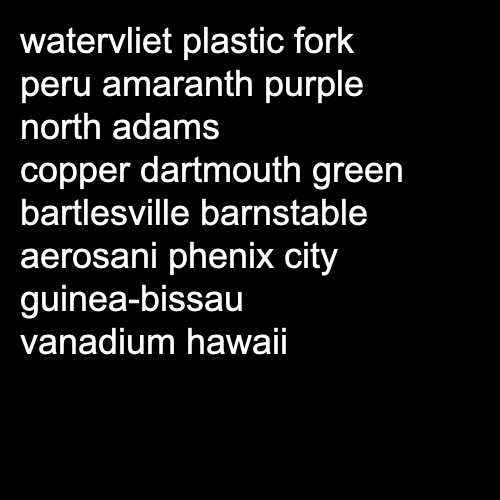 watervliet plastic fork
peru amaranth purple
north adams
copper dartmouth green
bartlesville barnstable
aerosani phenix city
guinea-bissau
vanadium hawaii